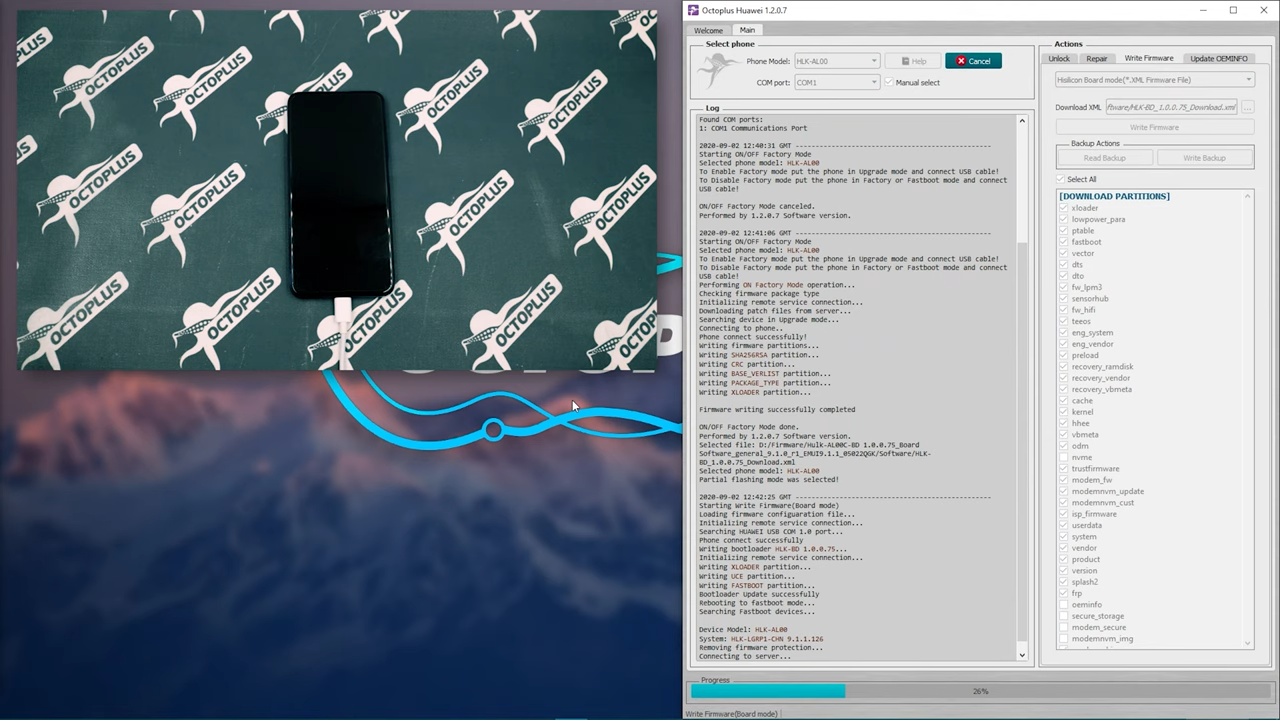 OCTOPLUS
Octoplus Huawei 1.2.0.7
Welcome
Main
Select phone
Phone Model:
HLK-AL00
Help
Cancel
COM port:
COM1
Manual select
Log
Found COM ports:
1: COM1 Communications Port
2020-09-02 12:40:31 GMT ----------------------------------------
Starting ON/OFF Factory Mode
Selected phone model: HLK-AL00
To Enable Factory mode put the phone in Upgrade mode and connect USB cable!
To Disable Factory mode put the phone in Factory or Fastboot mode and connect
USB cable!
ON/OFF Factory Mode canceled.
Performed by 1.2.0.7 Software version.
2020-09-02 12:41:06 GMT ----------------------------------------
Starting ON/OFF Factory Mode
Selected phone model: HLK-AL00
To Enable Factory mode put the phone in Upgrade mode and connect USB cable!
To Disable Factory mode put the phone in Factory or Fastboot mode and connect
USB cable!
Performing ON Factory Mode operation...
Checking firmware package type
Initializing remote service connection...
Downloading patch files from server...
Searching device in Upgrade mode...
Connecting to phone..
Phone connect successfully!
Writing firmware partitions...
Writing SHA256RSA partition...
Writing CRC partition...
Writing BASE_VERLIST partition...
Writing PACKAGE_TYPE partition...
Writing XLOADER partition...
Firmware writing successfully completed
ON/OFF Factory Mode done.
Performed by 1.2.0.7 Software version.
Selected file: D:/Firmware/Hulk-AL00C-BD 1.0.0.75_Board
Software_general_9.1.0_r1_EMUI9.1.1_05022QGK/Software/HLK-
BD_1.0.0.75_Download.xml
Selected phone model: HLK-AL00
Partial flashing mode was selected!
2020-09-02 12:42:25 GMT ----------------------------------------
Starting Write Firmware(Board mode)
Loading firmware configuaration file...
Initializing remote service connection...
Searching HUAWEI USB COM 1.0 port...
Phone connect successfully
Writing bootloader HLK-BD 1.0.0.75...
Initializing remote service connection...
Writing XLOADER partition...
Writing UCE partition...
Writing FASTBOOT partition...
Bootloader Update successfully
Rebooting to fastboot mode...
Searching Fastboot devices...
Device Model: HLK-AL00
System: HLK-LGRP1-CHN 9.1.1.126
Removing firmware protection...
Connecting to server...
Actions
Unlock
Repair
Write Firmware
Update OEMINFO
Hisilicon Board mode(*.XML Firmware File)
Download XML
ftware/HLK-BD_1.0.0.75_Download.xml
...
Write Firmware
Backup Actions
Read Backup
Write Backup
Select All
[DOWNLOAD PARTITIONS]
xloader
lowpower_para
ptable
fastboot
vector
dts
dto
fw_lpm3
sensorhub
fw_hifi
teeos
eng_system
eng_vendor
preload
recovery_ramdisk
recovery_vendor
recovery_vbmeta
cache
kernel
hhee
vbmeta
odm
nvme
trustfirmware
modem_fw
modemnvm_update
modemnvm_cust
isp_firmware
userdata
system
vendor
product
version
splash2
frp
oeminfo
secure_storage
modem_secure
modemnvm_img
Progress
26%
Write Firmware(Board mode)